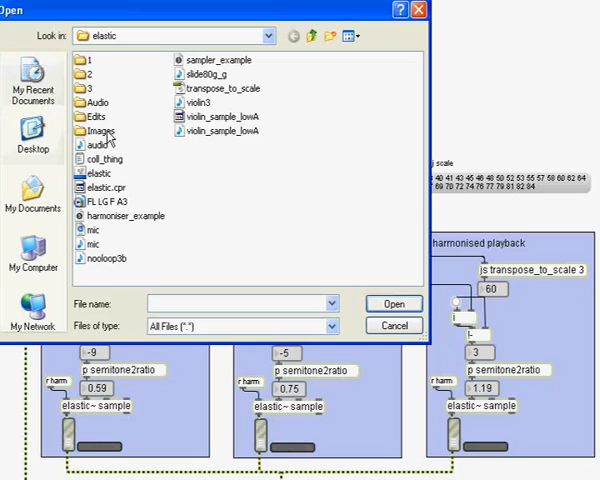 Open
Look in: elastic
My Recent
Documents
Desktop
My Documents
My Computer
My Network
1
2
3
Audio
Edits
Images
audio
coll_thing
elastic
elastic.cpr
FL LG F A3
harmoniser_example
mic
mic
nooloop3b
sampler_example
slide80g_g
transpose_to_scale
violin3
violin_sample_lowA
violin_sample_lowA
File name:
Open
Files of type: All Files (*.*)
Cancel
j scale
40 41 45 46 47 48 50 52 53 55 57 58 60 62 64
69 70 72 74 76 77 79 81 82 84
harmonised playback
js transpose_to_scale 3
60
i
3
p semitone2ratio
1.19
r harm
elastic~ sample
-9
p semitone2ratio
0.59
r harm
elastic~ sample
-5
p semitone2ratio
0.75
r harm
elastic~ sample